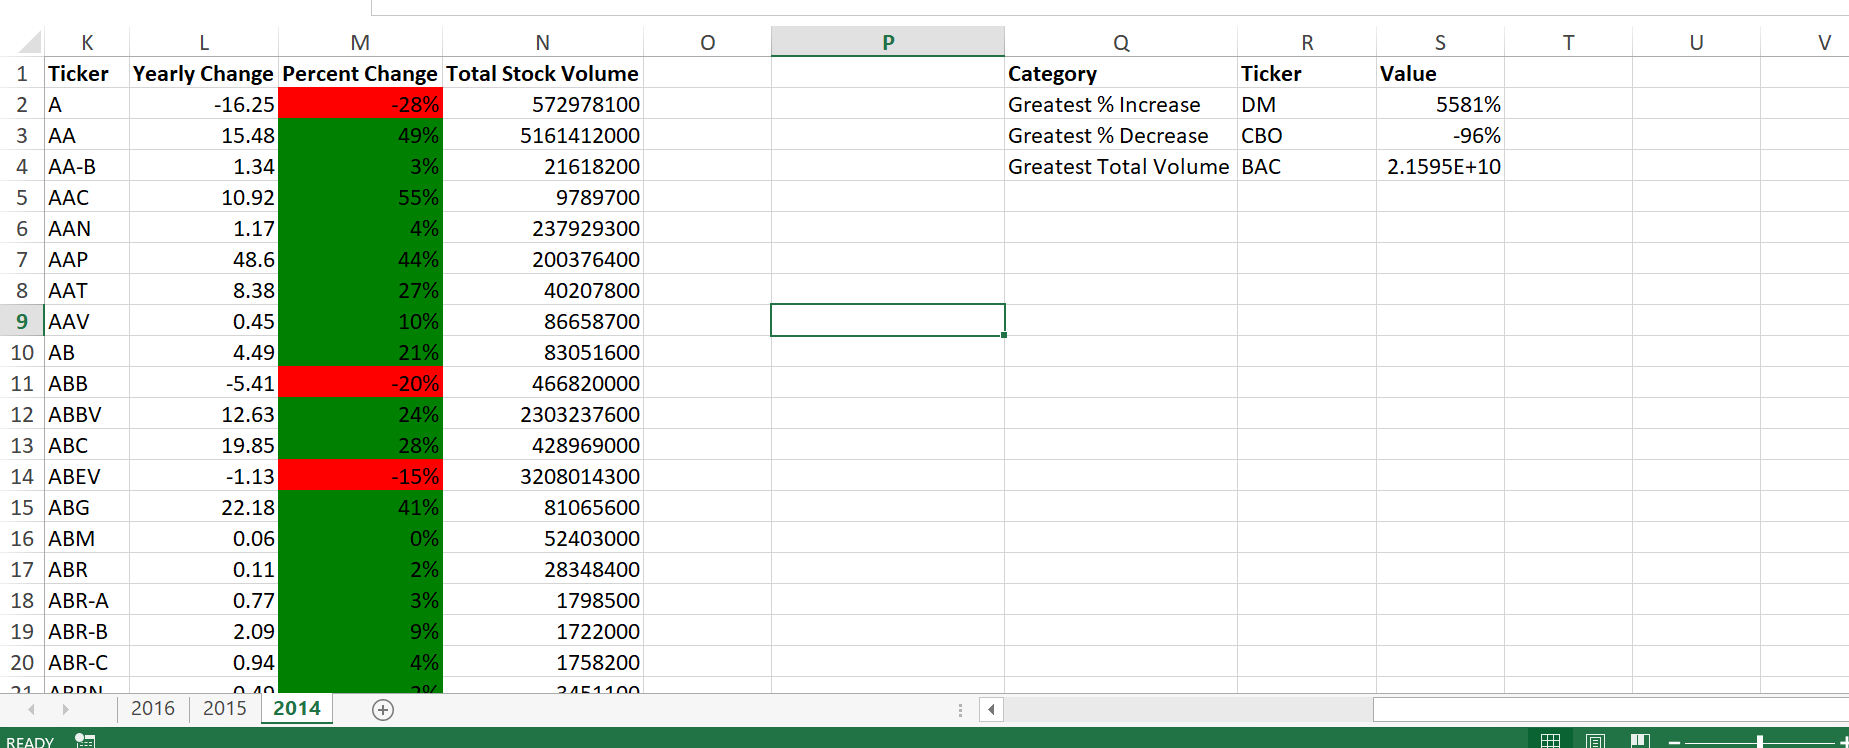 K L M N O P Q R S T U V
1 Ticker Yearly Change Percent Change Total Stock Volume Category Ticker Value
2 A -16.25 -28% 572978100 Greatest % Increase DM 5581%
3 AA 15.48 49% 5161412000 Greatest % Decrease CBO -96%
4 AA-B 1.34 3% 21618200 Greatest Total Volume BAC 2.1595E+10
5 AAC 10.92 55% 9789700
6 AAN 1.17 4% 237929300
7 AAP 48.6 44% 200376400
8 AAT 8.38 27% 40207800
9 AAV 0.45 10% 86658700
10 AB 4.49 21% 83051600
11 ABB -5.41 -20% 466820000
12 ABBV 12.63 24% 2303237600
13 ABC 19.85 28% 428969000
14 ABEV -1.13 -15% 3208014300
15 ABG 22.18 41% 81065600
16 ABM 0.06 0% 52403000
17 ABR 0.11 2% 28348400
18 ABR-A 0.77 3% 1798500
19 ABR-B 2.09 9% 1722000
20 ABR-C 0.94 4% 1758200
21 ABRN 0.49 2% 3451100
2016 2015 2014
READY